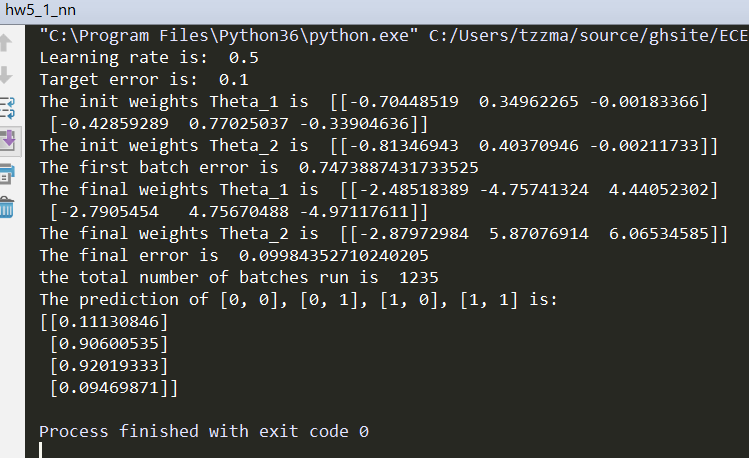 hw5_1_nn
"C:\Program Files\Python36\python.exe" C:/Users/tzzma/source/ghsite/ECE
Learning rate is:  0.5
Target error is:  0.1
The init weights Theta_1 is  [[-0.70448519  0.34962265 -0.00183366]
 [-0.42859289  0.77025037 -0.33904636]]
The init weights Theta_2 is  [[-0.81346943  0.40370946 -0.00211733]]
The first batch error is  0.7473887431733525
The final weights Theta_1 is  [[-2.48518389 -4.75741324  4.44052302]
 [-2.7905454   4.75670488 -4.97117611]]
The final weights Theta_2 is  [[-2.87972984  5.87076914  6.06534585]]
The final error is  0.09984352710240205
the total number of batches run is  1235
The prediction of [0, 0], [0, 1], [1, 0], [1, 1] is:
[[0.11130846]
 [0.90600535]
 [0.92019333]
 [0.09469871]]
Process finished with exit code 0